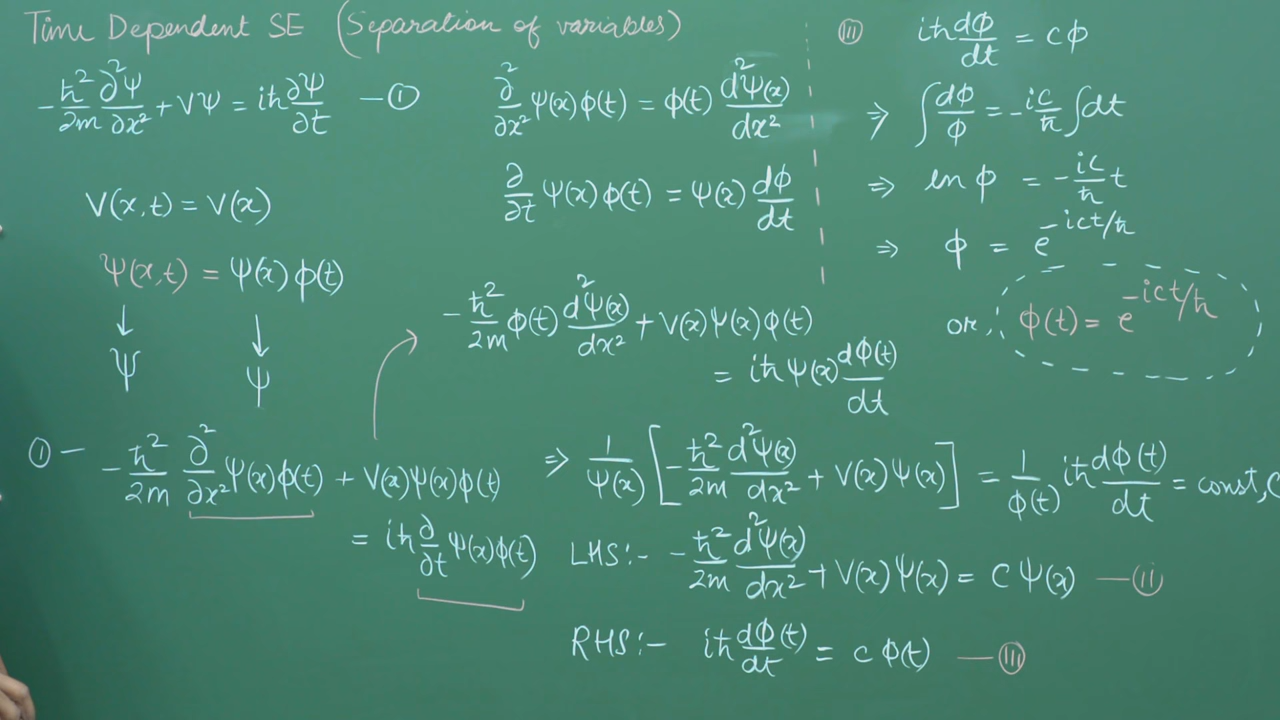 Time Dependent SE (Separation of variables)
-ħ²/2m ∂²Ψ/∂x² + VΨ = iħ ∂Ψ/∂t — ①
V(x,t) = V(x)
Ψ(x,t) = ψ(x) ϕ(t)
↓ ↓
Ψ ψ
① — -ħ²/2m ∂²/∂x² ψ(x)ϕ(t) + V(x)ψ(x)ϕ(t)
= iħ ∂/∂t ψ(x)ϕ(t)
∂²/∂x² ψ(x)ϕ(t) = ϕ(t) d²ψ(x)/dx²
∂/∂t ψ(x)ϕ(t) = ψ(x) dϕ/dt
-ħ²/2m ϕ(t) d²ψ(x)/dx² + V(x)ψ(x)ϕ(t)
= iħ ψ(x) dϕ(t)/dt
⇒ 1/ψ(x) [-ħ²/2m d²ψ(x)/dx² + V(x)ψ(x)] = 1/ϕ(t) iħ dϕ(t)/dt = const, C
LHS:- -ħ²/2m d²ψ(x)/dx² + V(x)ψ(x) = cψ(x) — ⅠⅠ
RHS:- iħ dϕ(t)/dt = c ϕ(t) — ⅠⅠⅠ
ⅠⅠⅠ iħ dϕ/dt = cϕ
⇒ ∫dϕ/ϕ = -ic/ħ ∫dt
⇒ ln ϕ = -ic/ħ t
⇒ ϕ = e^{-ict/ħ}
or, ϕ(t) = e^{-ict/ħ}